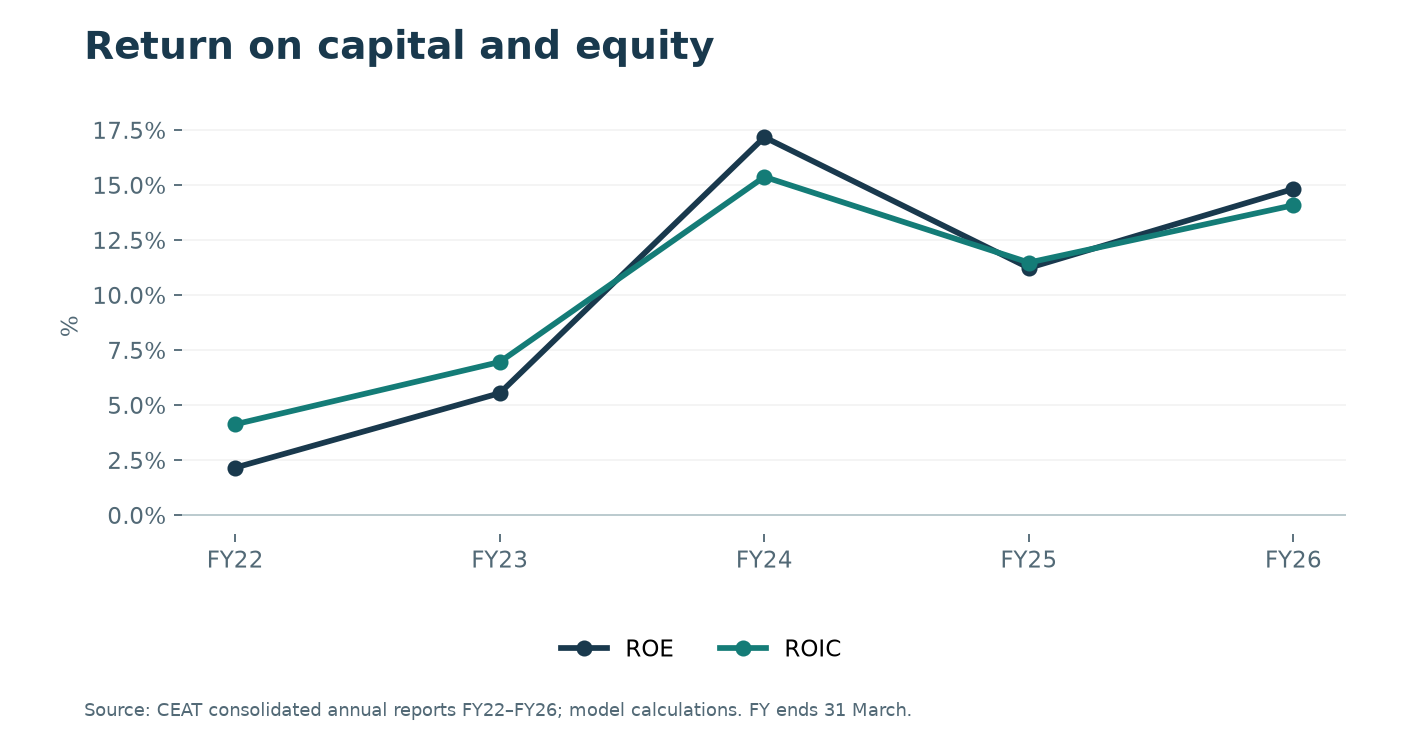 Return on capital and equity
17.5%
15.0%
12.5%
10.0%
7.5%
5.0%
2.5%
0.0%
%
FY22 FY23 FY24 FY25 FY26
ROE ROIC
Source: CEAT consolidated annual reports FY22–FY26; model calculations. FY ends 31 March.